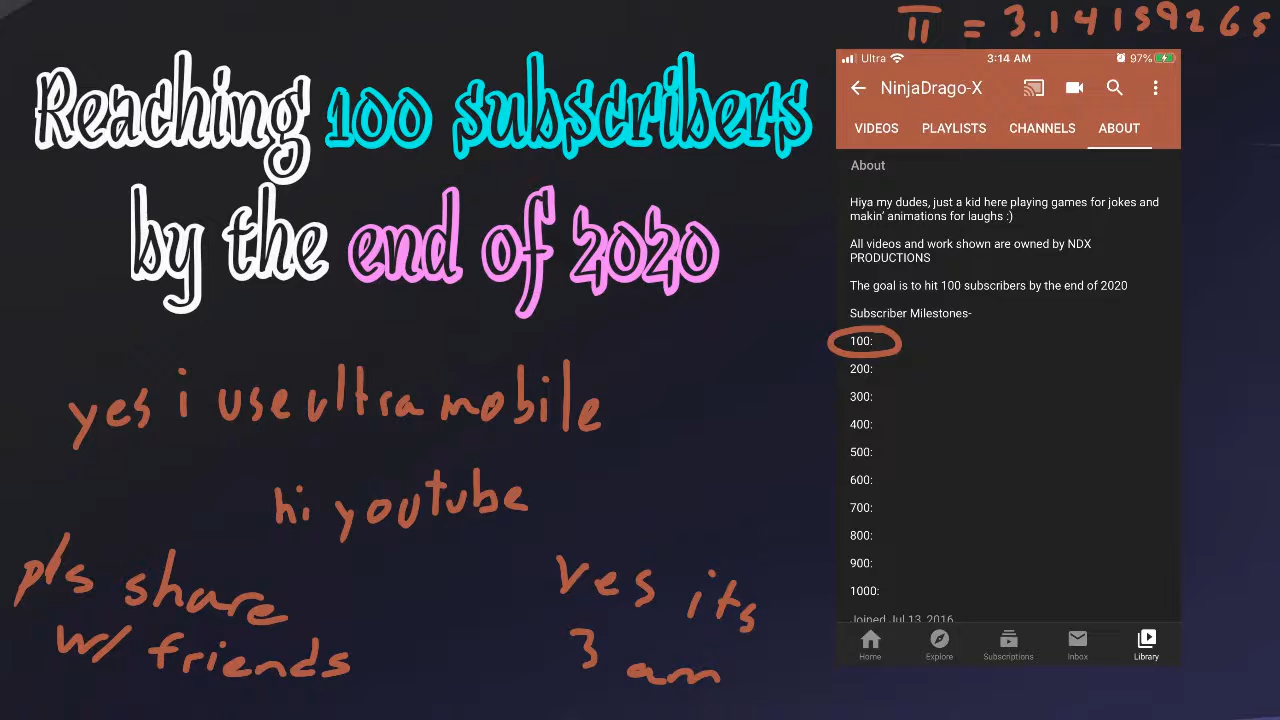 π = 3.14159265
Reaching 100 subscribers
by the end of 2020
yes i use ultra mobile
hi youtube
pls share
w/ friends
yes its
3 am
Ultra 3:14 AM 97%
NinjaDrago-X
VIDEOS PLAYLISTS CHANNELS ABOUT
About
Hiya my dudes, just a kid here playing games for jokes and
makin' animations for laughs :)
All videos and work shown are owned by NDX
PRODUCTIONS
The goal is to hit 100 subscribers by the end of 2020
Subscriber Milestones-
100:
200:
300:
400:
500:
600:
700:
800:
900:
1000:
Joined Jul 13, 2016
Home Explore Subscriptions Inbox Library